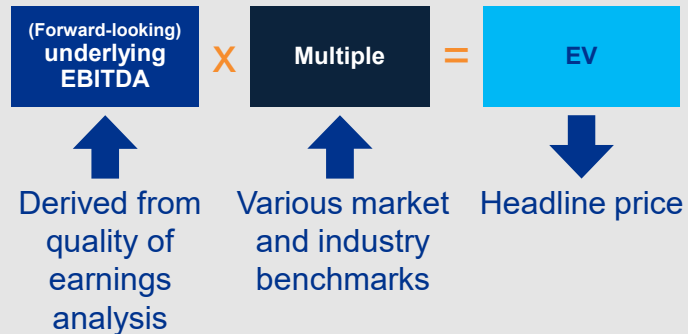 (Forward-looking)
underlying
EBITDA
x
Multiple
=
EV
Derived from
quality of
earnings
analysis
Various market
and industry
benchmarks
Headline price